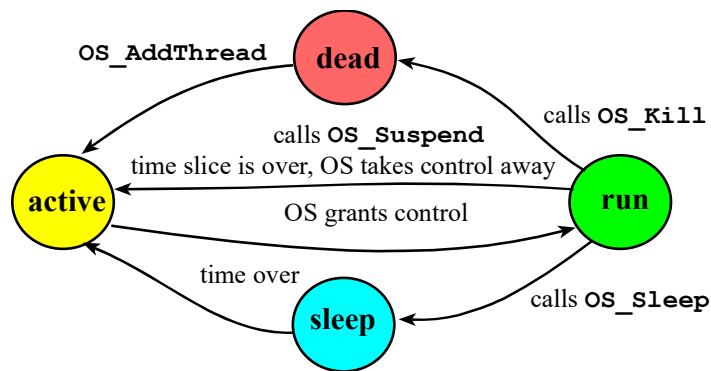 OS_AddThread
dead
calls OS_Kill
calls OS_Suspend
time slice is over, OS takes control away
active
run
OS grants control
time over
sleep
calls OS_Sleep